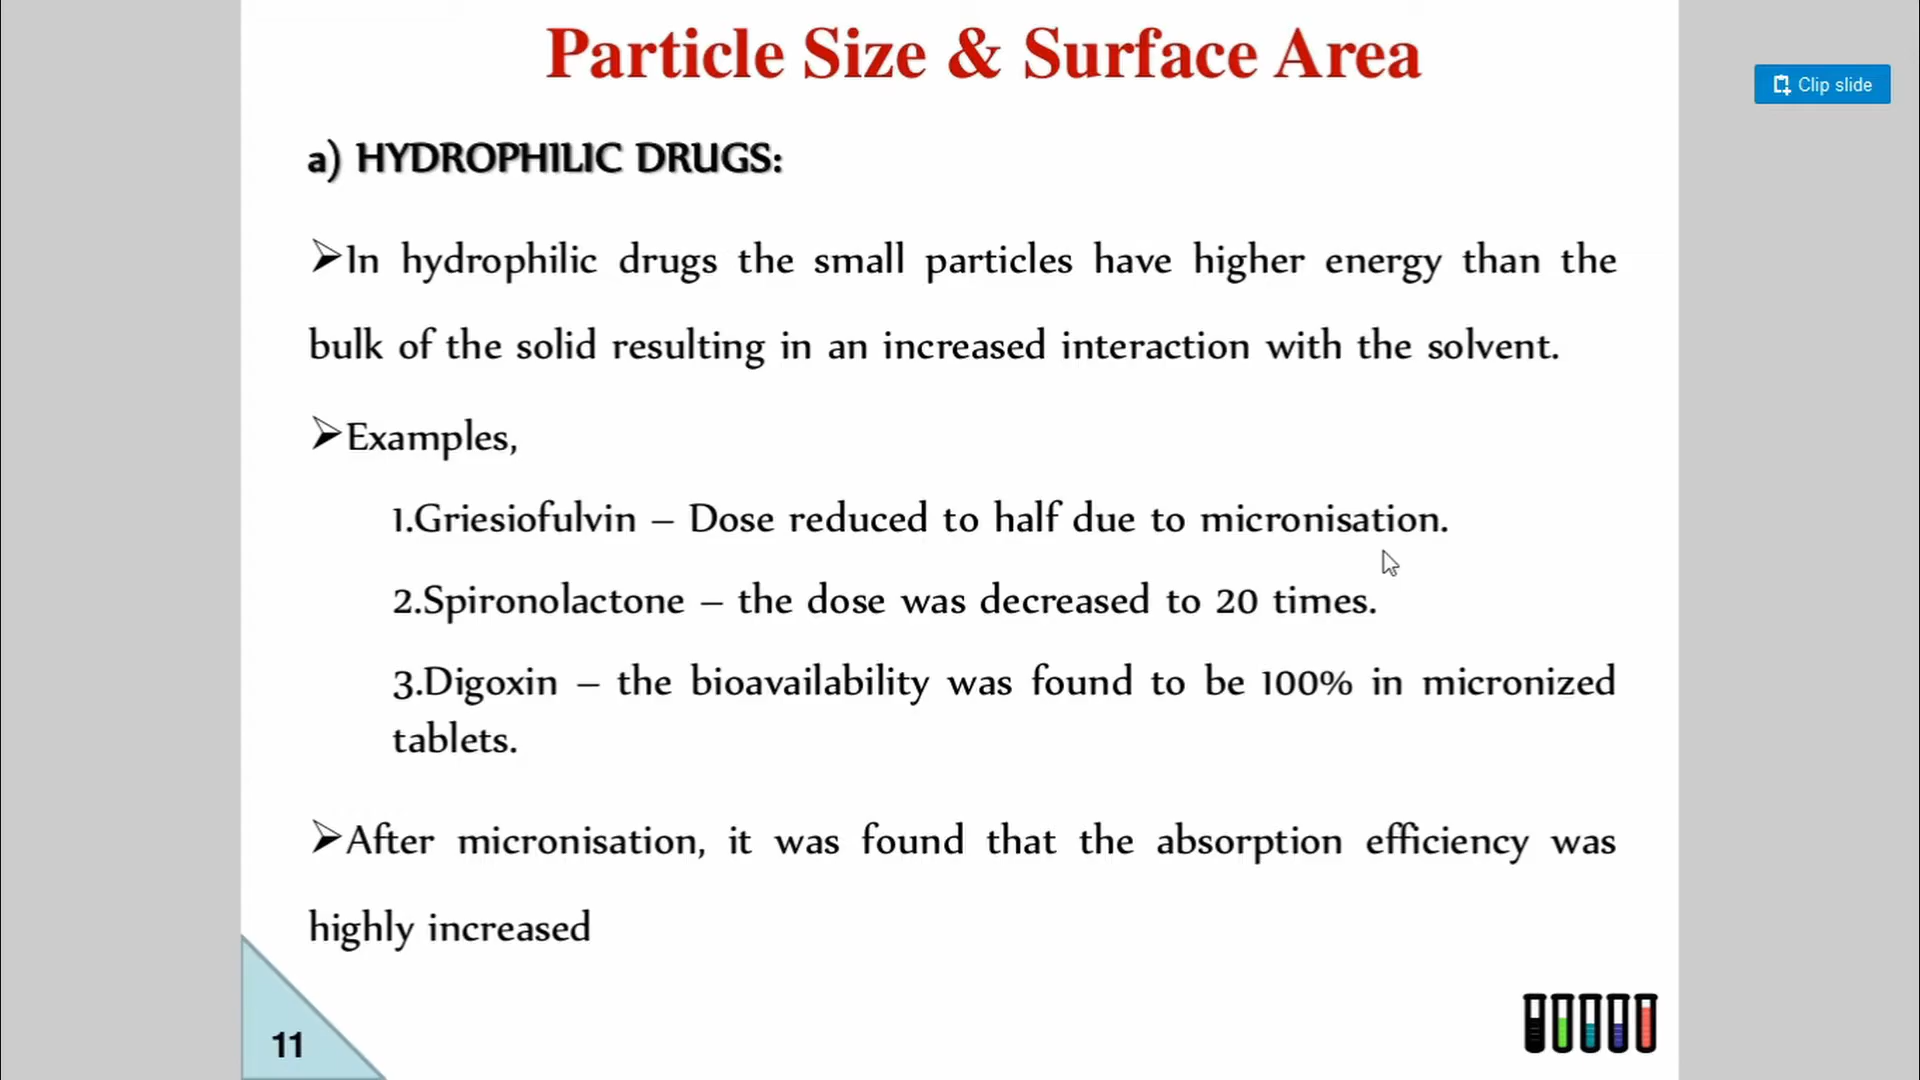 Particle Size & Surface Area
Clip slide
a) HYDROPHILIC DRUGS:
➢In hydrophilic drugs the small particles have higher energy than the
bulk of the solid resulting in an increased interaction with the solvent.
➢Examples,
1.Griesiofulvin – Dose reduced to half due to micronisation.
2.Spironolactone – the dose was decreased to 20 times.
3.Digoxin – the bioavailability was found to be 100% in micronized
tablets.
➢After micronisation, it was found that the absorption efficiency was
highly increased
11